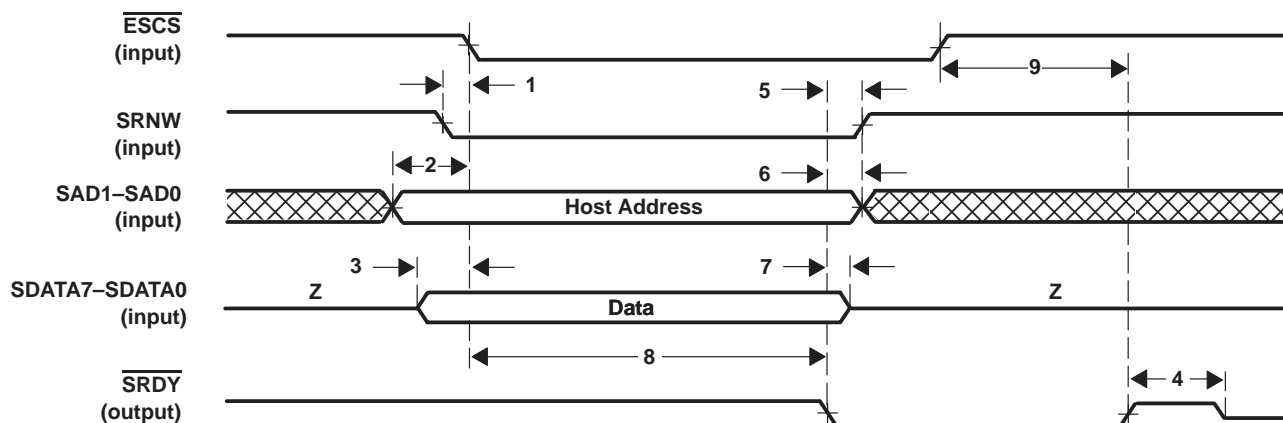 ESCS
(input)
1
5
9
SRNW
(input)
2
6
SAD1–SAD0
(input)
Host Address
3
7
SDATA7–SDATA0
(input)
Z
Data
Z
8
SRDY
(output)
4